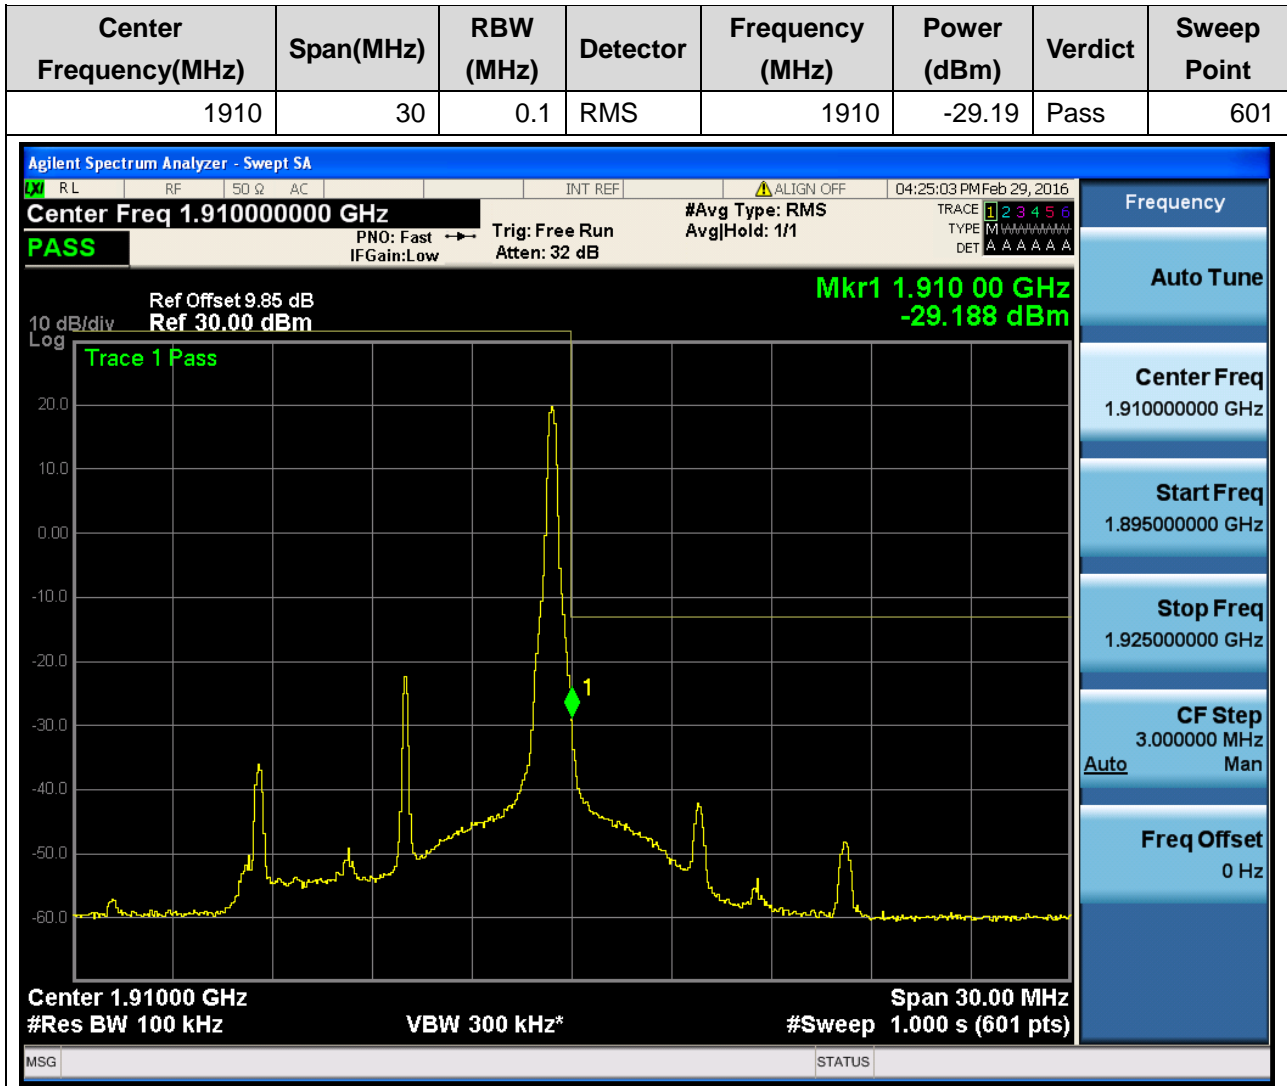 Center Frequency(MHz) Span(MHz) RBW (MHz) Detector Frequency (MHz) Power (dBm) Verdict Sweep Point
1910 30 0.1 RMS 1910 -29.19 Pass 601
Agilent Spectrum Analyzer - Swept SA
LXI RL RF 50 Ω AC INT REF ALIGN OFF 04:25:03 PM Feb 29, 2016
Center Freq 1.910000000 GHz
PASS
PNO: Fast
IFGain:Low
Trig: Free Run
Atten: 32 dB
#Avg Type: RMS
Avg|Hold: 1/1
TRACE 1 2 3 4 5 6
TYPE M
DET A A A A A A
Mkr1 1.910 00 GHz
-29.188 dBm
Ref Offset 9.85 dB
10 dB/div Ref 30.00 dBm
Log
Trace 1 Pass
20.0
10.0
0.00
-10.0
-20.0
1
-30.0
-40.0
-50.0
-60.0
Center 1.91000 GHz Span 30.00 MHz
#Res BW 100 kHz VBW 300 kHz* #Sweep 1.000 s (601 pts)
MSG STATUS
Frequency
Auto Tune
Center Freq
1.910000000 GHz
Start Freq
1.895000000 GHz
Stop Freq
1.925000000 GHz
CF Step
3.000000 MHz
Auto Man
Freq Offset
0 Hz